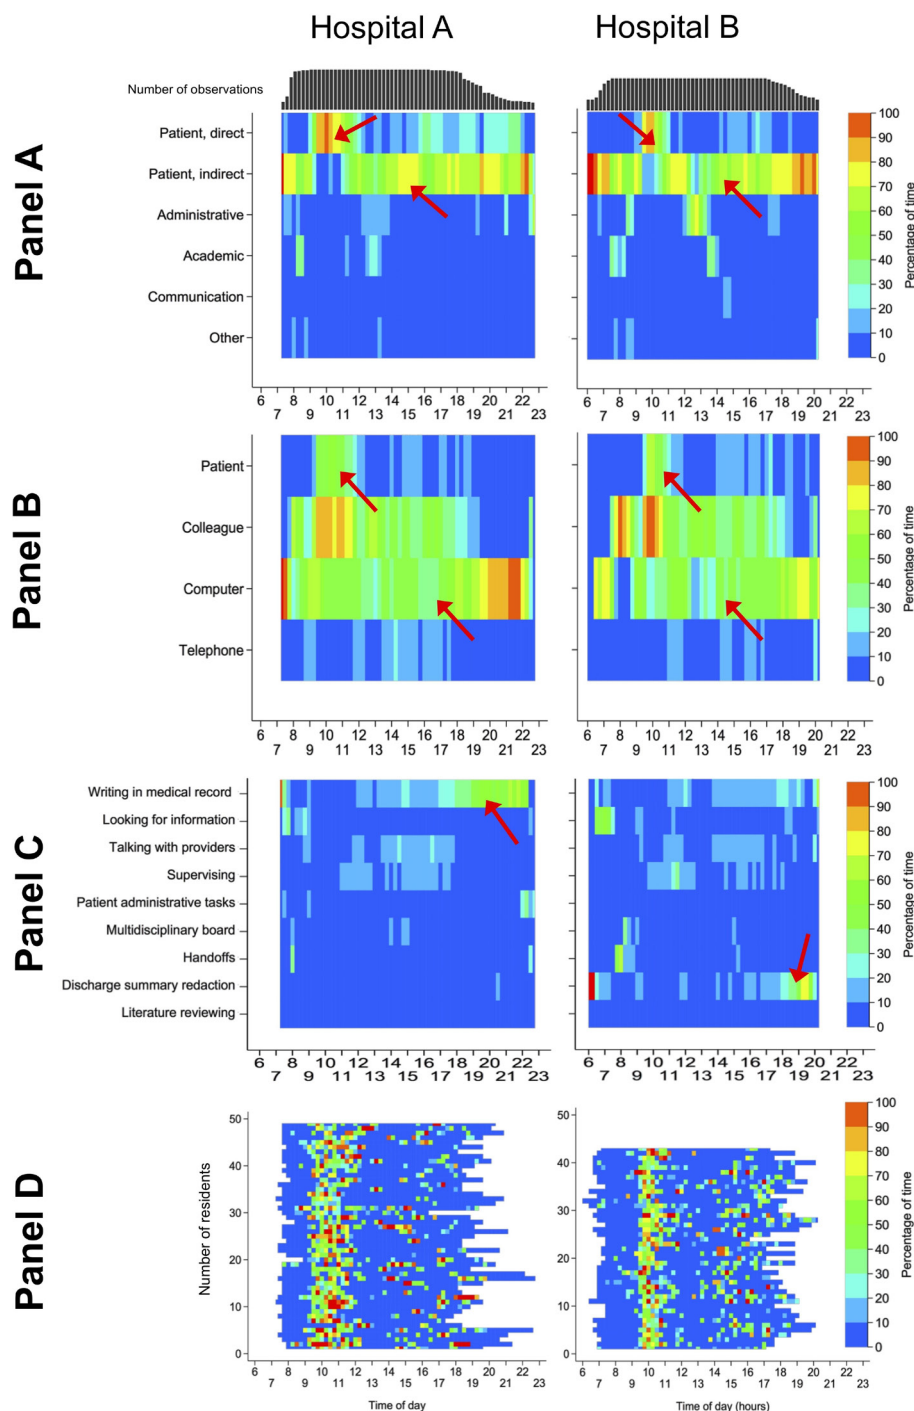 Hospital A
Hospital B
Number of observations
Panel A
Patient, direct
Patient, indirect
Administrative
Academic
Communication
Other
100
90
80
70
60
50
40
30
20
10
0
Percentage of time
6 8 10 12 14 16 18 20 22
7 9 11 13 15 17 19 21 23
6 8 10 12 14 16 18 20 22
7 9 11 13 15 17 19 21 23
Panel B
Patient
Colleague
Computer
Telephone
100
90
80
70
60
50
40
30
20
10
0
Percentage of time
6 8 10 12 14 16 18 20 22
7 9 11 13 15 17 19 21 23
6 8 10 12 14 16 18 20 22
7 9 11 13 15 17 19 21 23
Panel C
Writing in medical record
Looking for information
Talking with providers
Supervising
Patient administrative tasks
Multidisciplinary board
Handoffs
Discharge summary redaction
Literature reviewing
100
90
80
70
60
50
40
30
20
10
0
Percentage of time
6 8 10 12 14 16 18 20 22
7 9 11 13 15 17 19 21 23
6 8 10 12 14 16 18 20 22
7 9 11 13 15 17 19 21 23
Panel D
Number of residents
50
40
30
20
10
0
50
40
30
20
10
0
100
90
80
70
60
50
40
30
20
10
0
Percentage of time
6 8 10 12 14 16 18 20 22
7 9 11 13 15 17 19 21 23
6 8 10 12 14 16 18 20 22
7 9 11 13 15 17 19 21 23
Time of day
Time of day (hours)